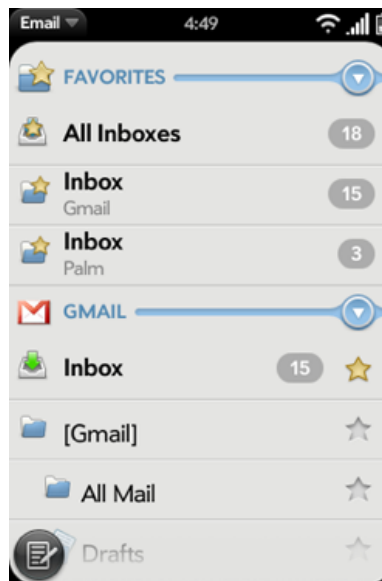 Email
4:49
FAVORITES
All Inboxes
18
Inbox
15
Gmail
Inbox
3
Palm
GMAIL
Inbox
15
[Gmail]
All Mail
Drafts